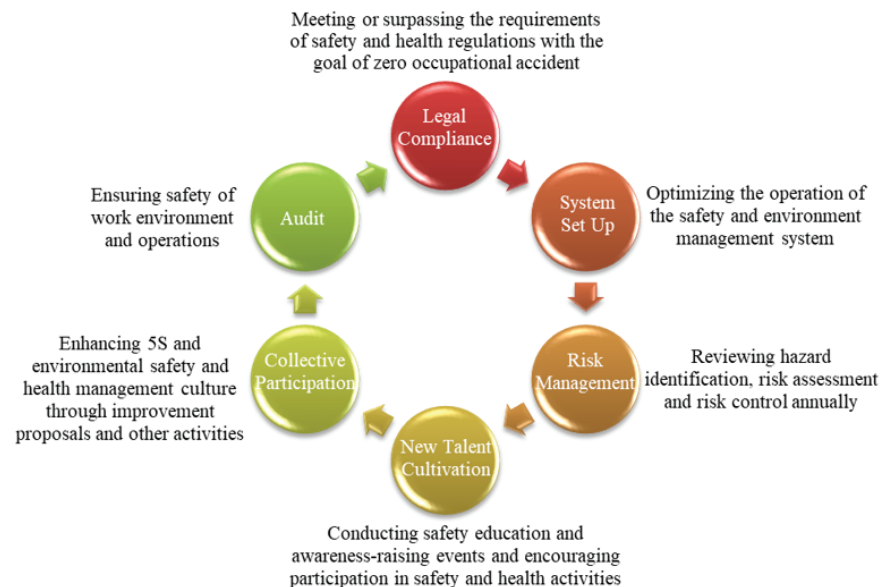 Meeting or surpassing the requirements
of safety and health regulations with the
goal of zero occupational accident
Legal
Compliance
System
Set Up
Optimizing the operation of
the safety and environment
management system
Risk
Management
Reviewing hazard
identification, risk assessment
and risk control annually
New Talent
Cultivation
Conducting safety education and
awareness-raising events and encouraging
participation in safety and health activities
Collective
Participation
Enhancing 5S and
environmental safety and
health management culture
through improvement
proposals and other activities
Audit
Ensuring safety of
work environment
and operations